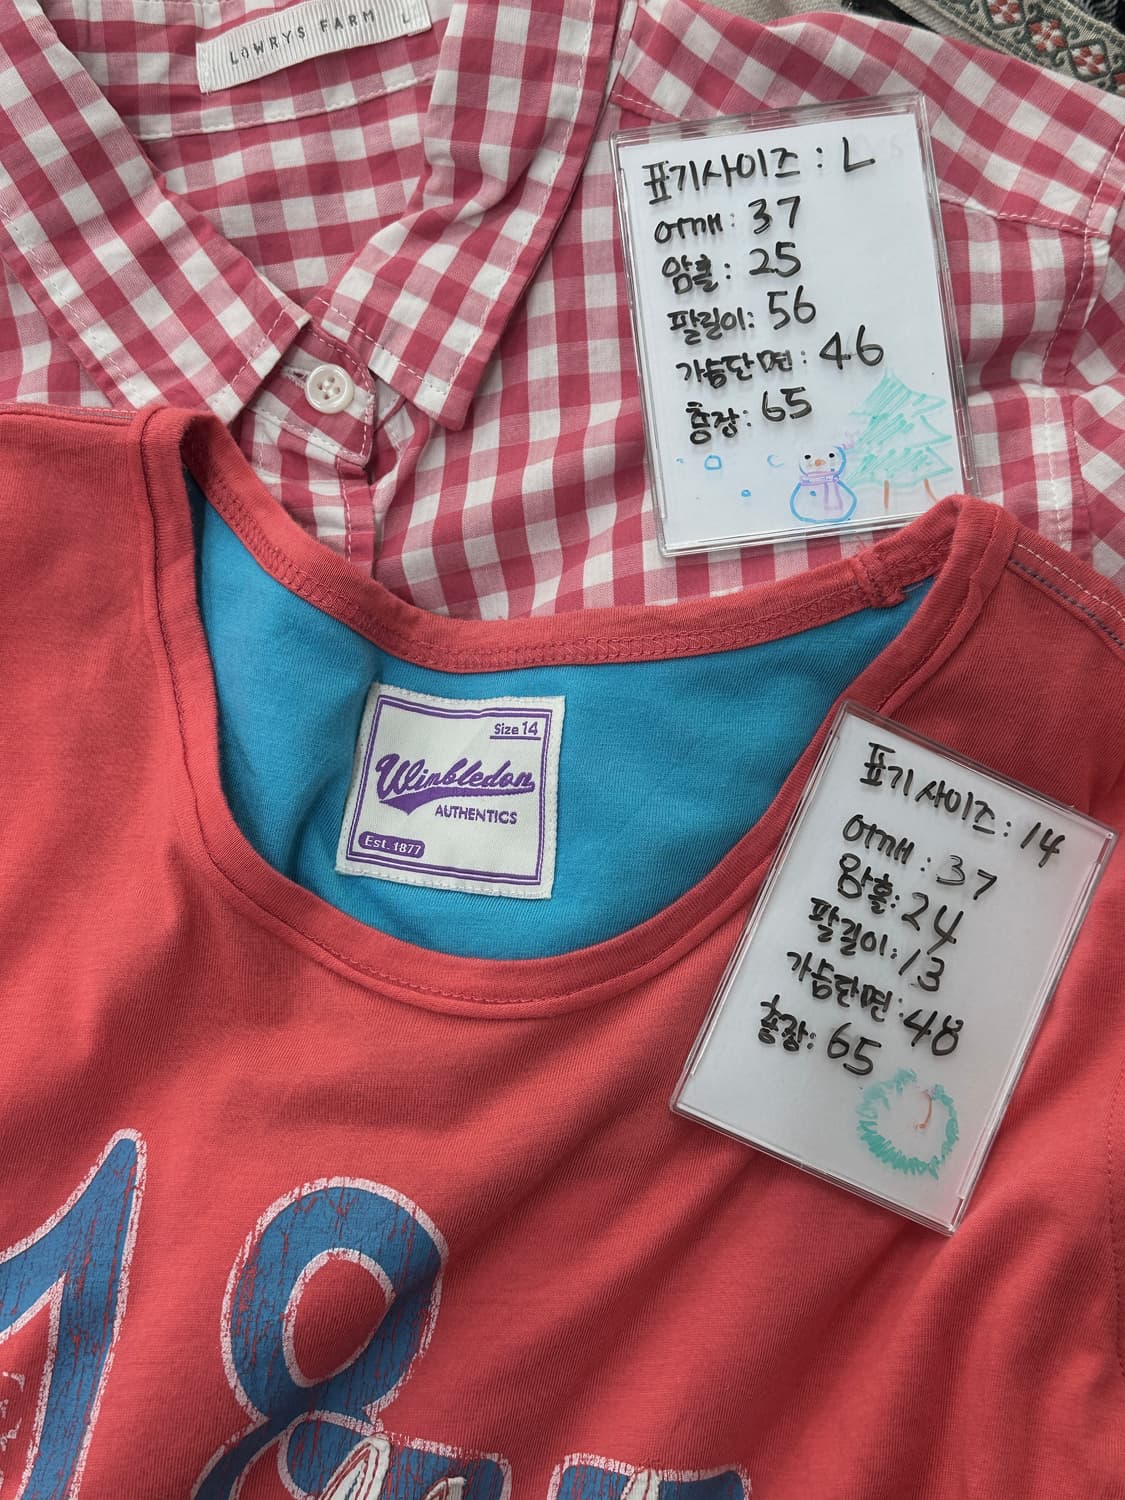 LOWRYS FARM L
표기사이즈 : L
어깨 : 37
암홀 : 25
팔길이 : 56
가슴단면 : 46
총장 : 65
Size 14
Wimbledon
AUTHENTICS
Est. 1877
표기사이즈 : 14
어깨 : 37
암홀 : 24
팔길이 : 13
가슴단면 : 48
총장 : 65
18